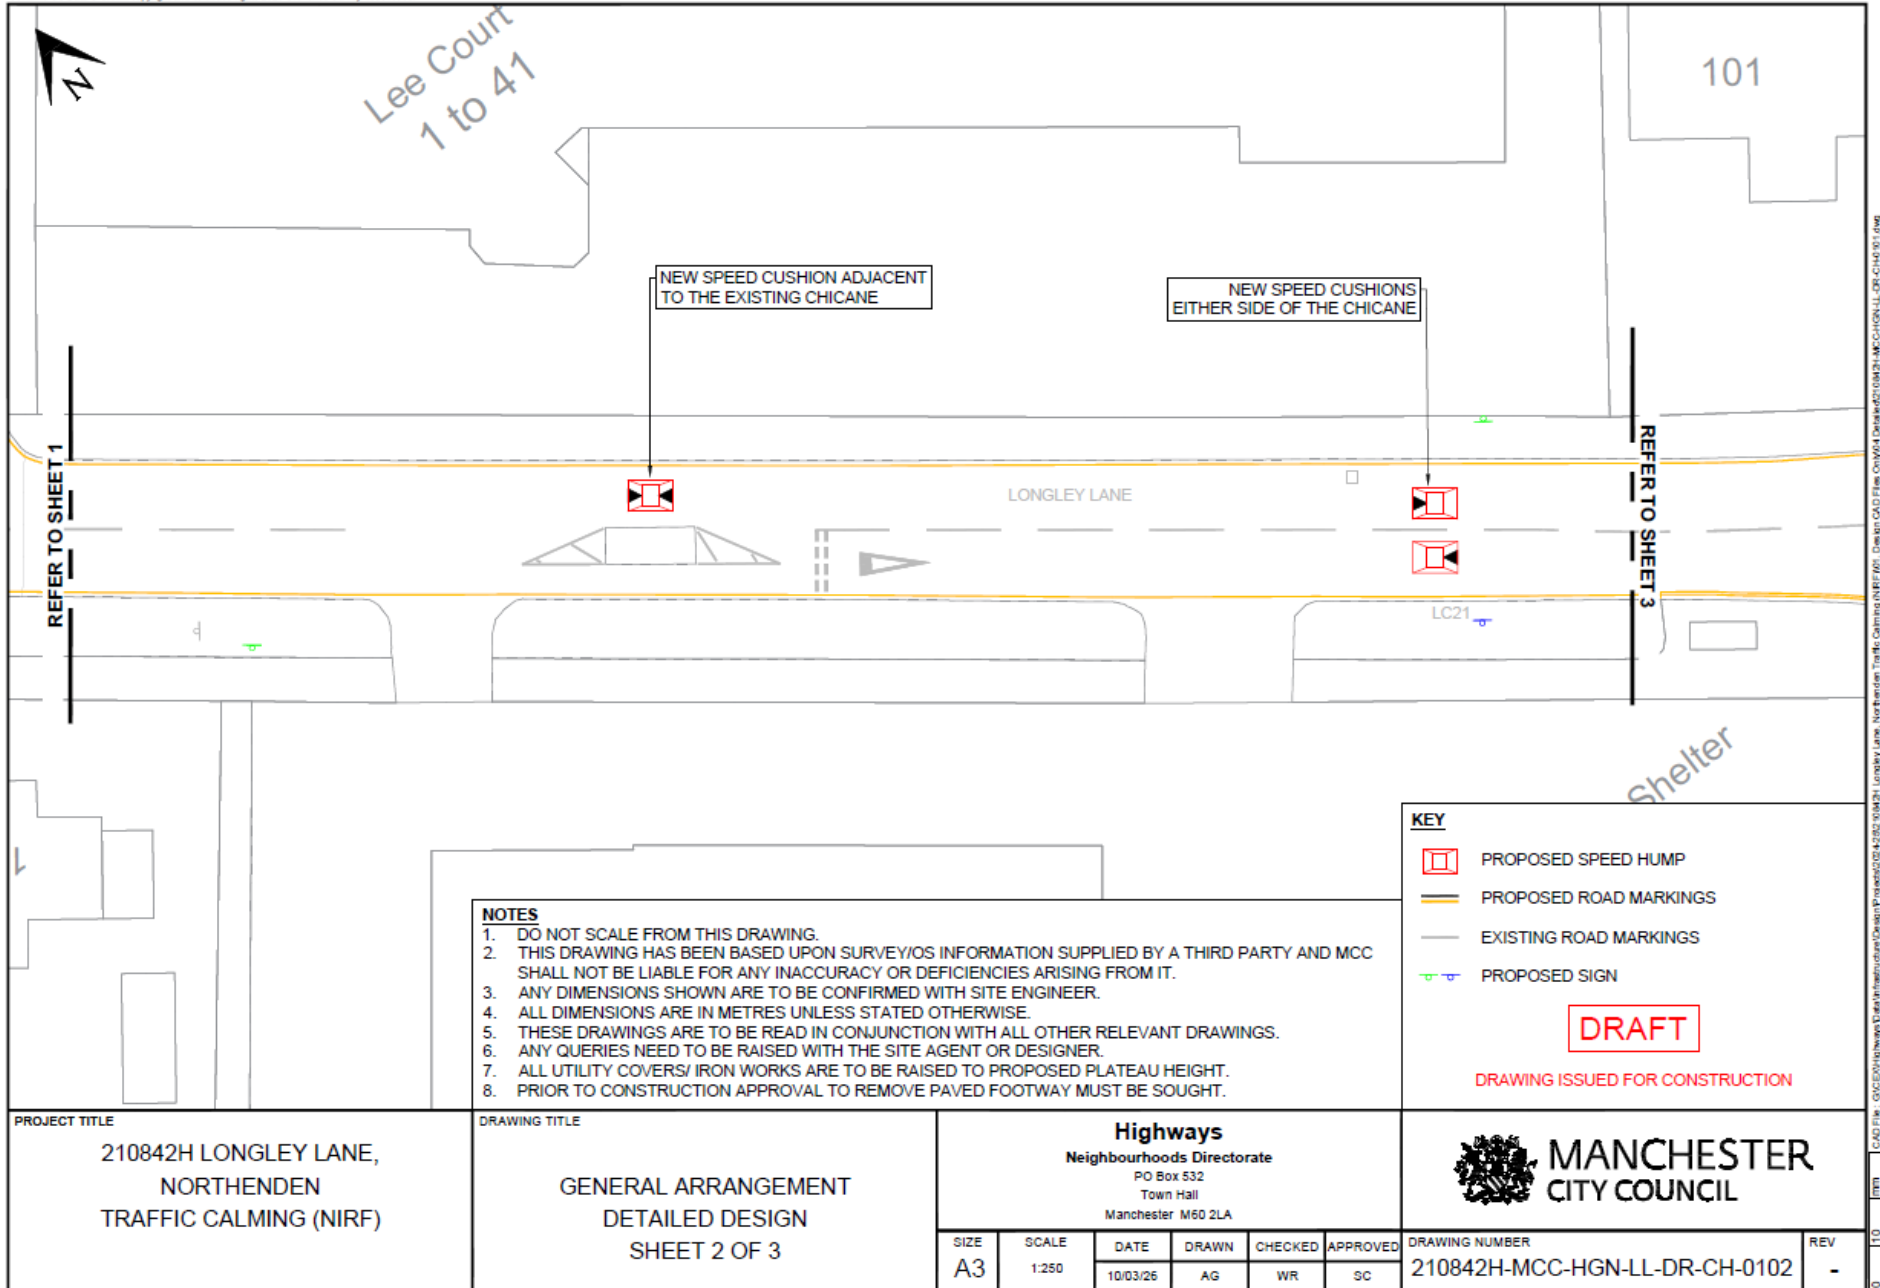 N
Lee Court
1 to 41
101
NEW SPEED CUSHION ADJACENT
TO THE EXISTING CHICANE
NEW SPEED CUSHIONS
EITHER SIDE OF THE CHICANE
REFER TO SHEET 1
LONGLEY LANE
REFER TO SHEET 3
LC21
Shelter
1
KEY
PROPOSED SPEED HUMP
PROPOSED ROAD MARKINGS
EXISTING ROAD MARKINGS
PROPOSED SIGN
DRAFT
DRAWING ISSUED FOR CONSTRUCTION
NOTES
1. DO NOT SCALE FROM THIS DRAWING.
2. THIS DRAWING HAS BEEN BASED UPON SURVEY/OS INFORMATION SUPPLIED BY A THIRD PARTY AND MCC
SHALL NOT BE LIABLE FOR ANY INACCURACY OR DEFICIENCIES ARISING FROM IT.
3. ANY DIMENSIONS SHOWN ARE TO BE CONFIRMED WITH SITE ENGINEER.
4. ALL DIMENSIONS ARE IN METRES UNLESS STATED OTHERWISE.
5. THESE DRAWINGS ARE TO BE READ IN CONJUNCTION WITH ALL OTHER RELEVANT DRAWINGS.
6. ANY QUERIES NEED TO BE RAISED WITH THE SITE AGENT OR DESIGNER.
7. ALL UTILITY COVERS/ IRON WORKS ARE TO BE RAISED TO PROPOSED PLATEAU HEIGHT.
8. PRIOR TO CONSTRUCTION APPROVAL TO REMOVE PAVED FOOTWAY MUST BE SOUGHT.
PROJECT TITLE
210842H LONGLEY LANE,
NORTHENDEN
TRAFFIC CALMING (NIRF)
DRAWING TITLE
GENERAL ARRANGEMENT
DETAILED DESIGN
SHEET 2 OF 3
Highways
Neighbourhoods Directorate
PO Box 532
Town Hall
Manchester M60 2LA
MANCHESTER
CITY COUNCIL
SIZE
A3
SCALE
1:250
DATE
10/03/26
DRAWN
AG
CHECKED
WR
APPROVED
SC
DRAWING NUMBER
210842H-MCC-HGN-LL-DR-CH-0102
REV
-
mm
10
0